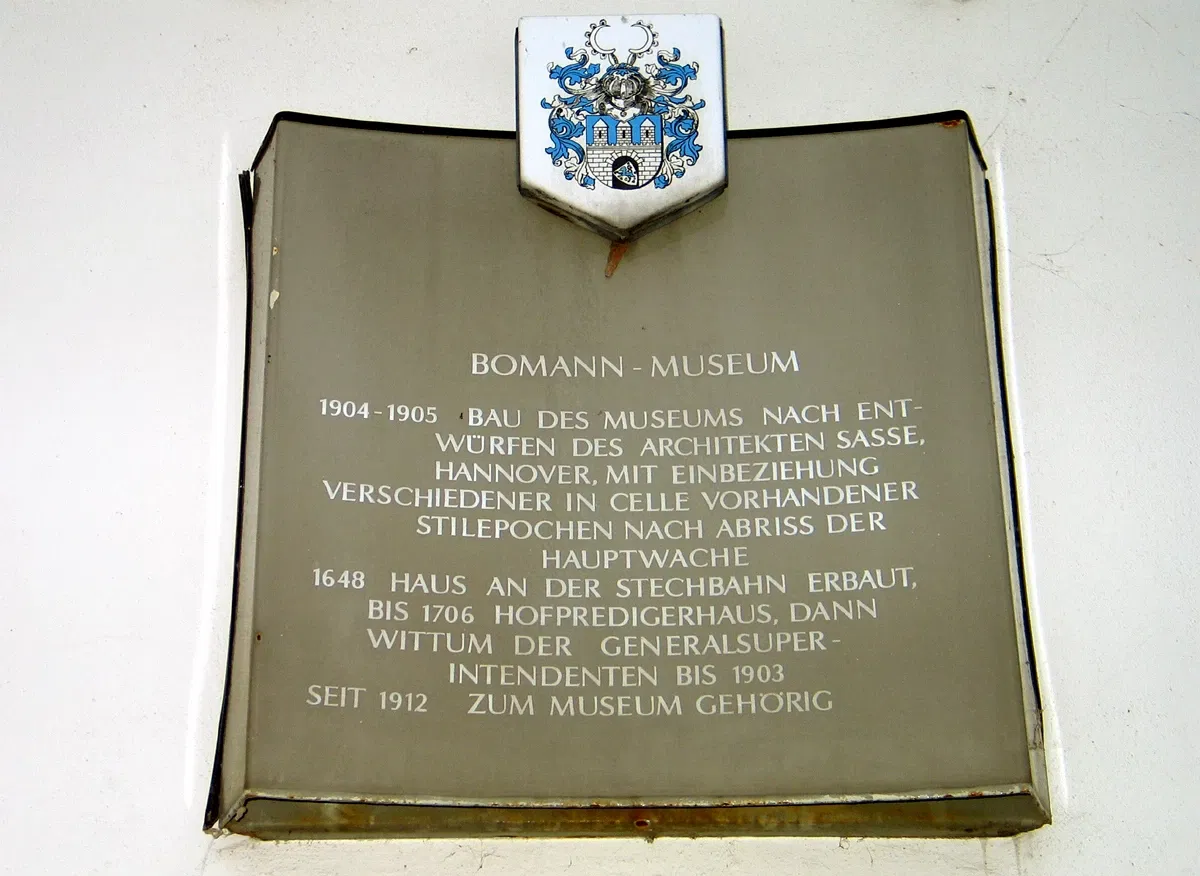 BOMANN-MUSEUM
1904-1905 BAU DES MUSEUMS NACH ENT-
WÜRFEN DES ARCHITEKTEN SASSE,
HANNOVER, MIT EINBEZIEHUNG
VERSCHIEDENER IN CELLE VORHANDENER
STILEPOCHEN NACH ABRISS DER
HAUPTWACHE
1648 HAUS AN DER STECHBAHN ERBAUT,
BIS 1706 HOFPREDIGERHAUS, DANN
WITTUM DER GENERALSUPER-
INTENDENTEN BIS 1903
SEIT 1912 ZUM MUSEUM GEHÖRIG